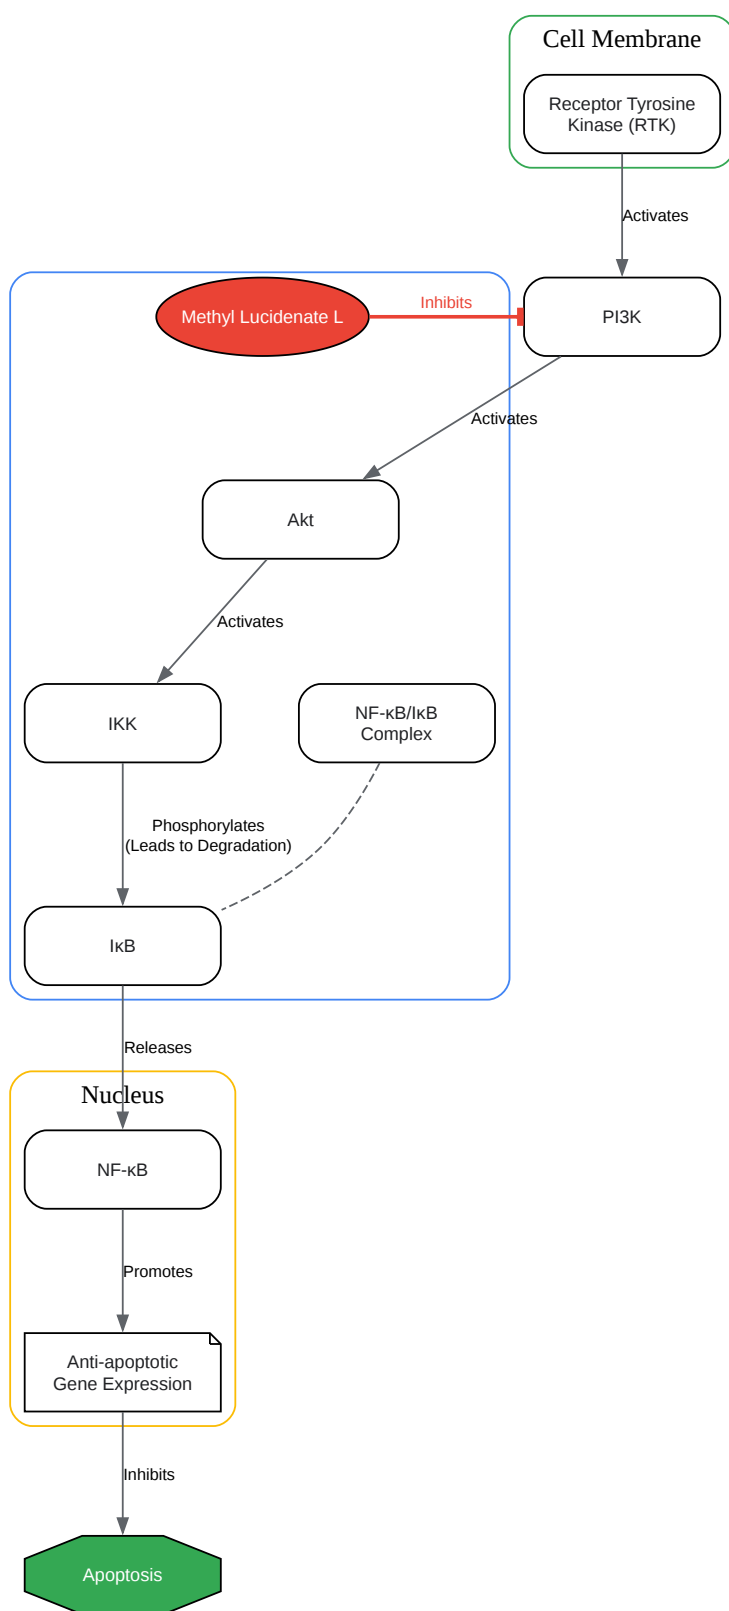 Cell Membrane
Receptor Tyrosine
Kinase (RTK)
Activates
Methyl Lucidenate L
Inhibits
PI3K
Activates
Akt
Activates
IKK
NF-κB/IκB
Complex
Phosphorylates
(Leads to Degradation)
IκB
Releases
Nucleus
NF-κB
Promotes
Anti-apoptotic
Gene Expression
Inhibits
Apoptosis